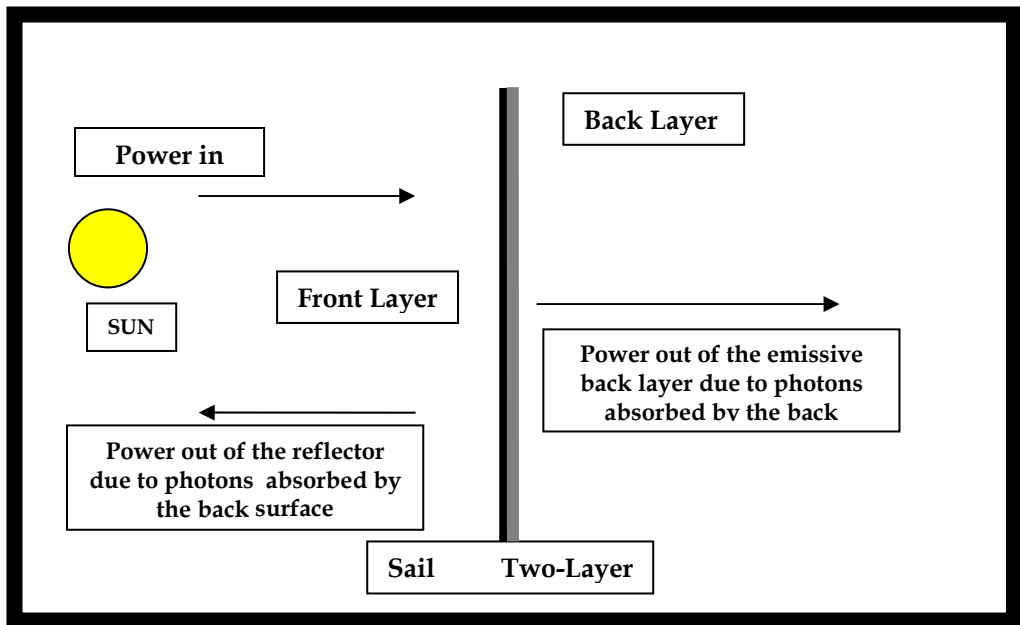 Back Layer
Power in
Front Layer
SUN
Power out of the emissive
back layer due to photons
absorbed by the back
Power out of the reflector
due to photons absorbed by
the back surface
Sail Two-Layer